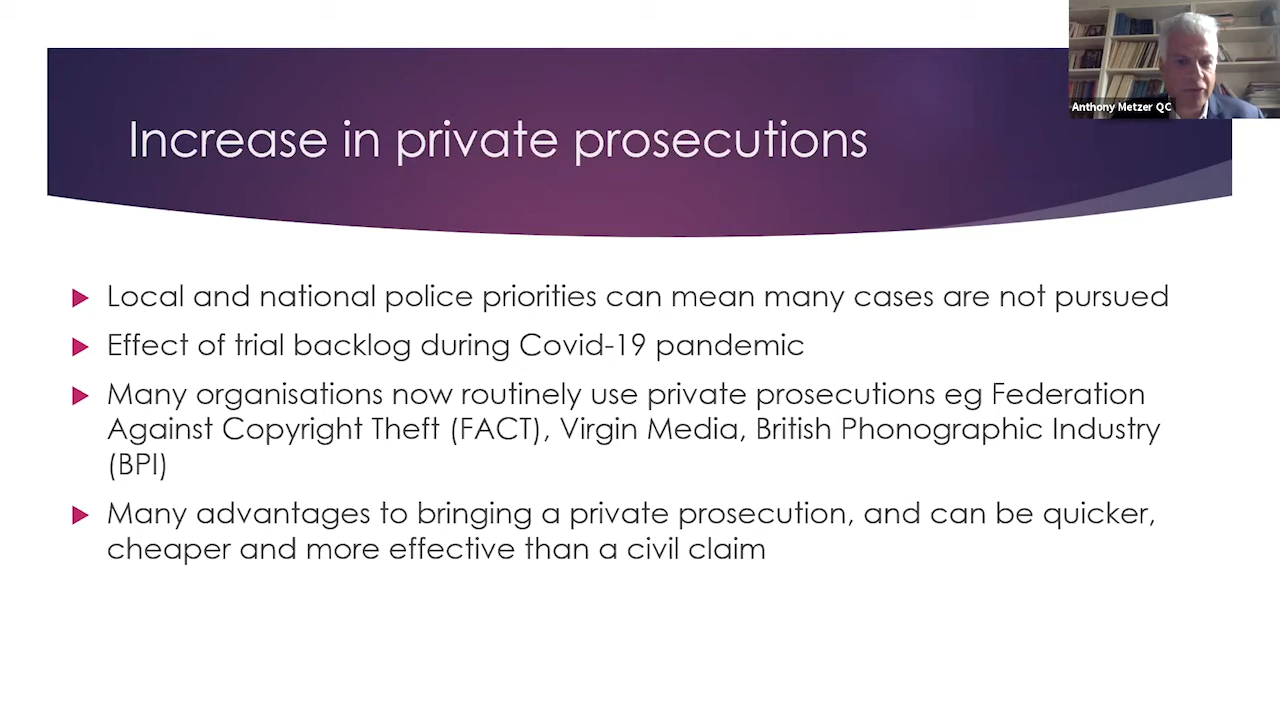 Anthony Metzer QC
Increase in private prosecutions
Local and national police priorities can mean many cases are not pursued
Effect of trial backlog during Covid-19 pandemic
Many organisations now routinely use private prosecutions eg Federation
Against Copyright Theft (FACT), Virgin Media, British Phonographic Industry
(BPI)
Many advantages to bringing a private prosecution, and can be quicker,
cheaper and more effective than a civil claim